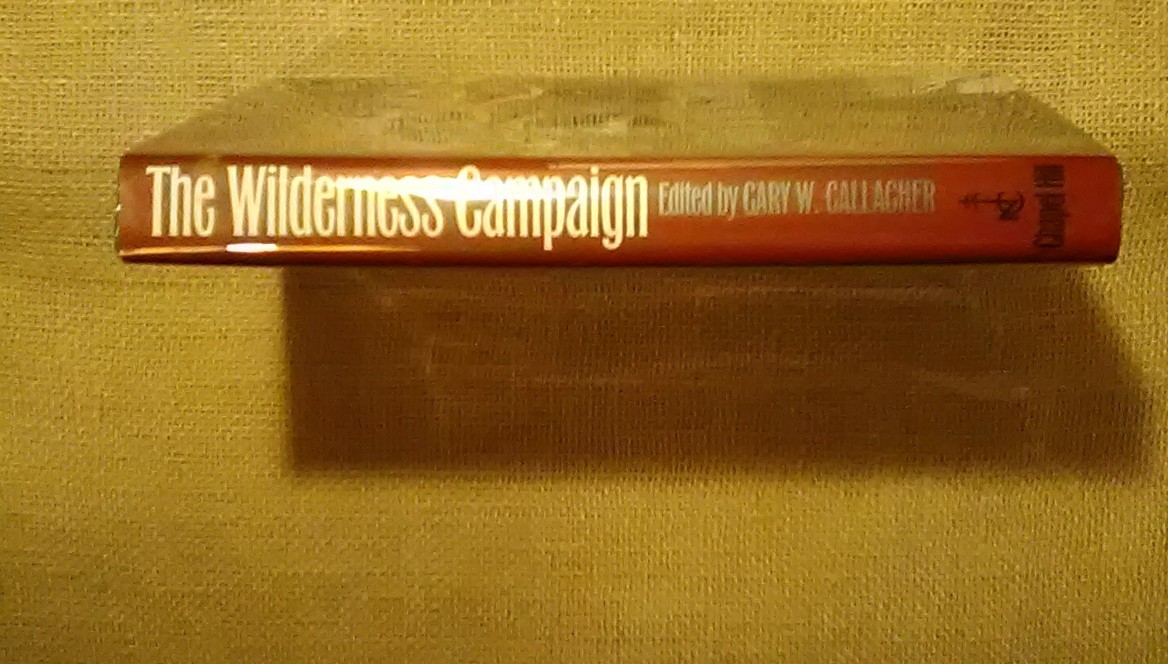 The Wilderness Campaign Edited by GARY W. GALLAGHER
Chapel Hill